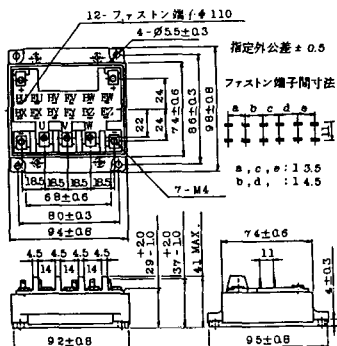 12-ファストン端子φ110
4-Ø5.5±0.3
指定外公差 ± 0.5
ファストン端子間寸法
a b c d e
11
a, c, e : 13.5
b, d, : 14.5
+
U V W
24
22
24
74±0.6
86±0.3
98±0.8
7-M4
18.5 18.5 18.5 18.5
68±0.6
80±0.3
94±0.8
4.5 4.5 4.5
14 14 14
+2.0
29-1.0
+2.0
37-1.0
41 MAX.
92±0.8
74±0.6
11
4±0.3
95±0.8